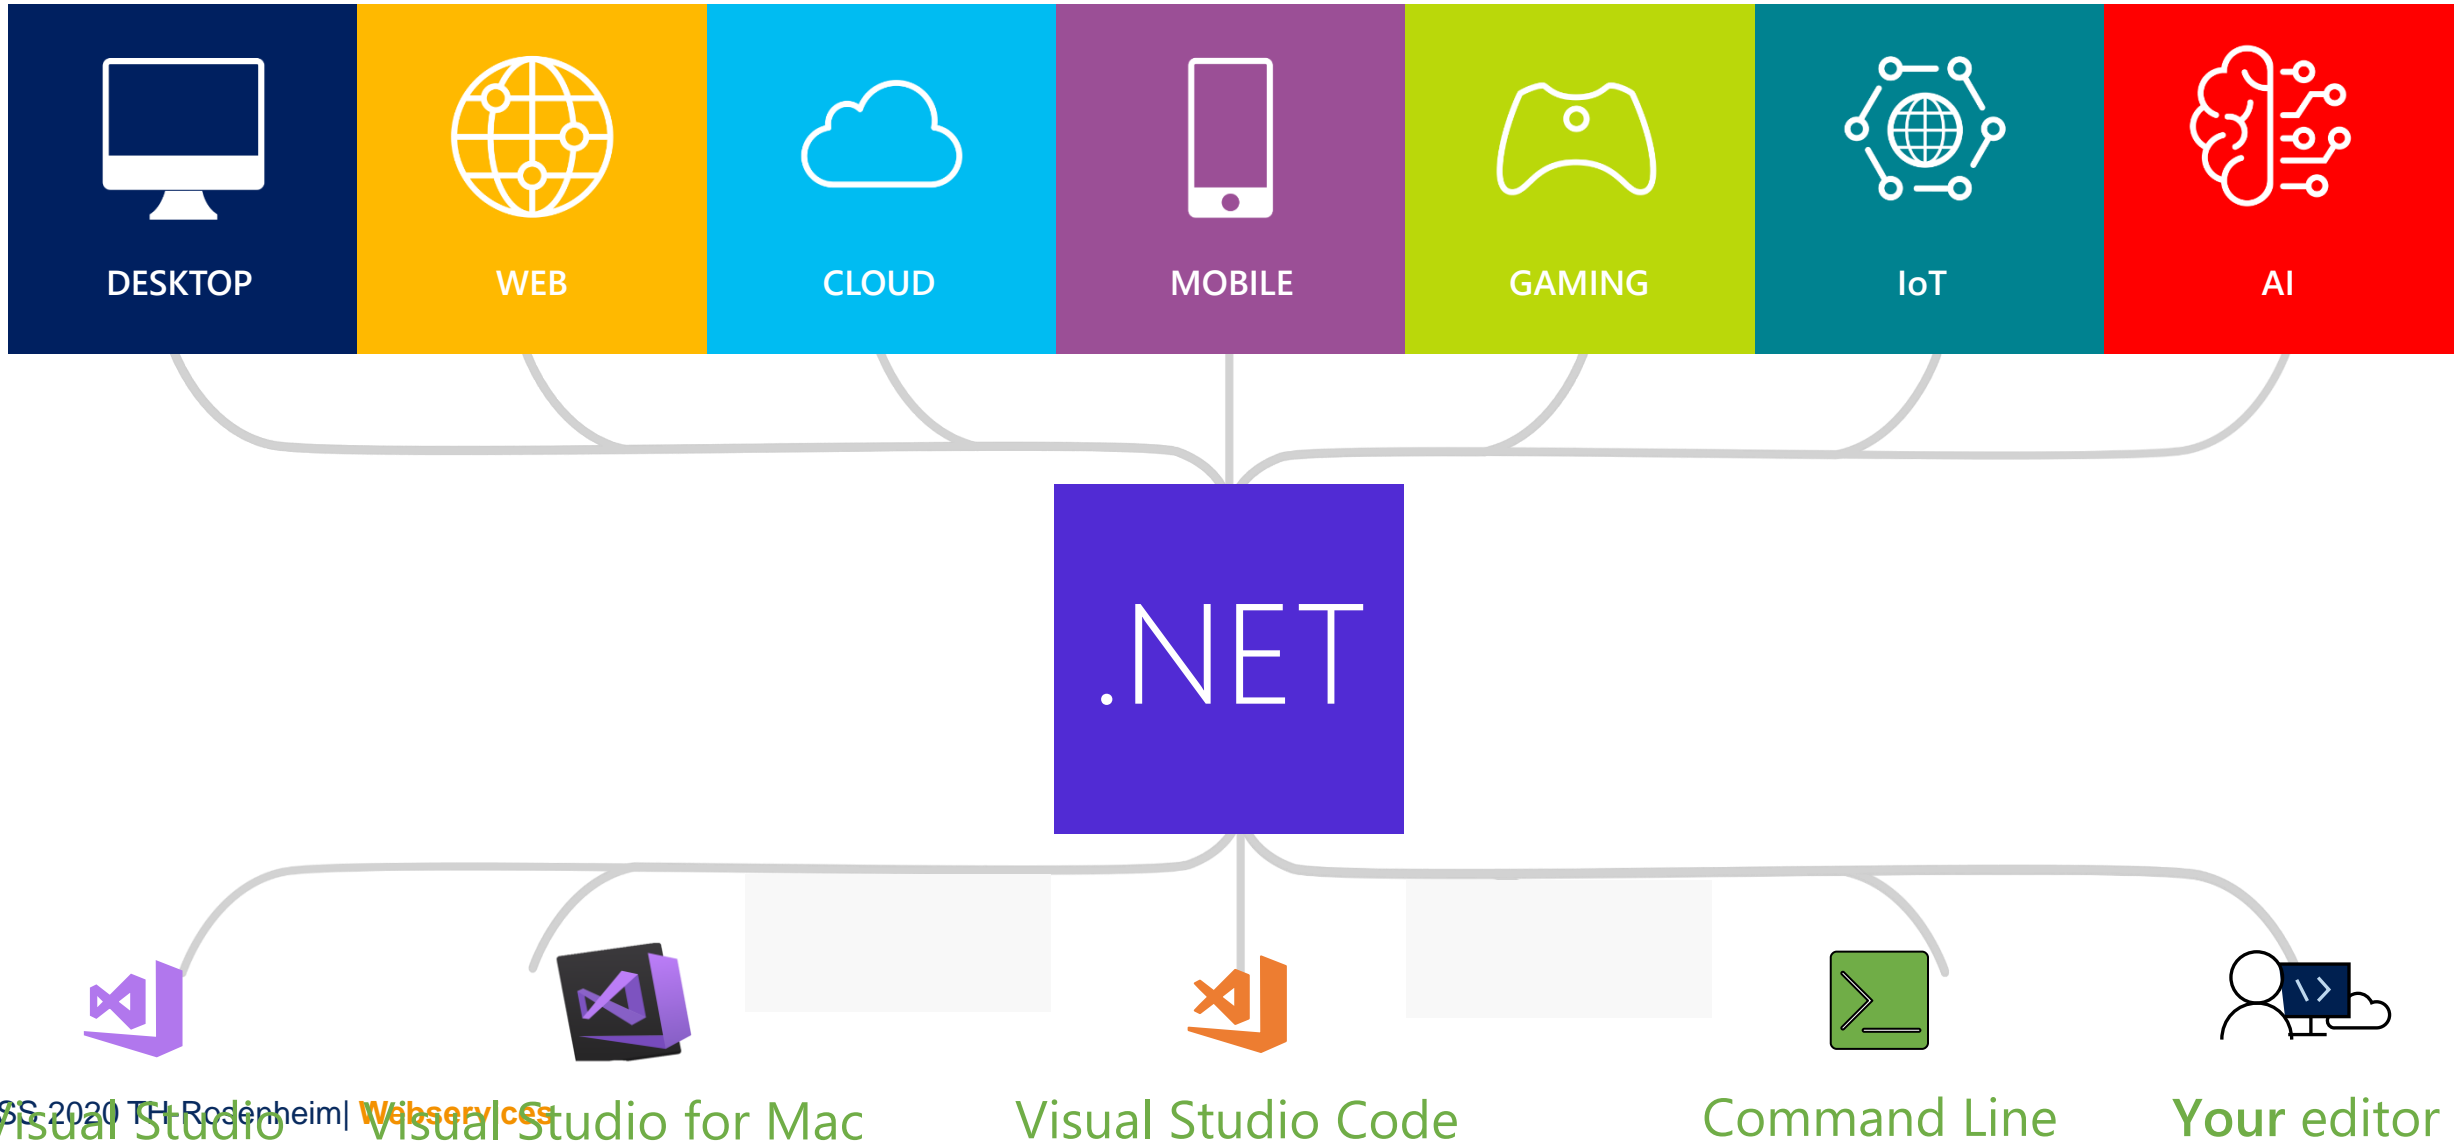 DESKTOP
WEB
CLOUD
MOBILE
GAMING
IoT
AI
.NET
Visual Studio
Visual Studio for Mac
Visual Studio Code
Command Line
Your editor
SS 2020 TH Rosenheim| Webservices